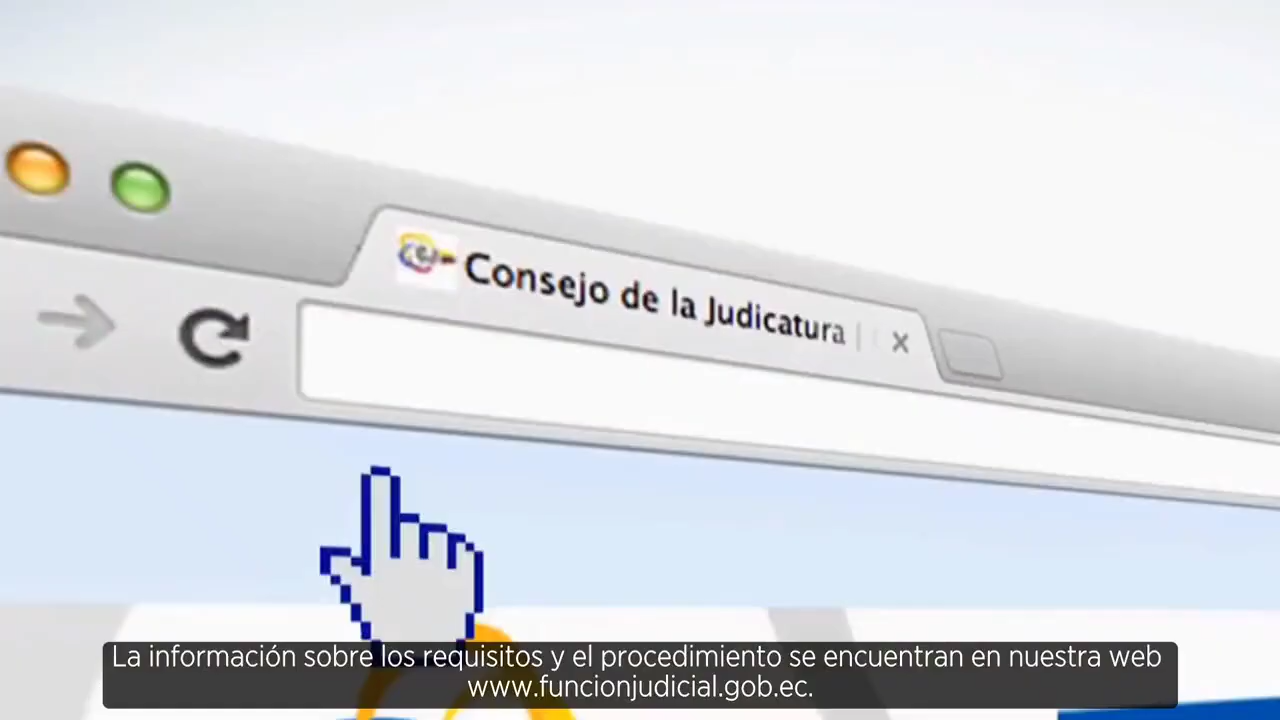 Consejo de la Judicatura |
La información sobre los requisitos y el procedimiento se encuentran en nuestra web
www.funcionjudicial.gob.ec.